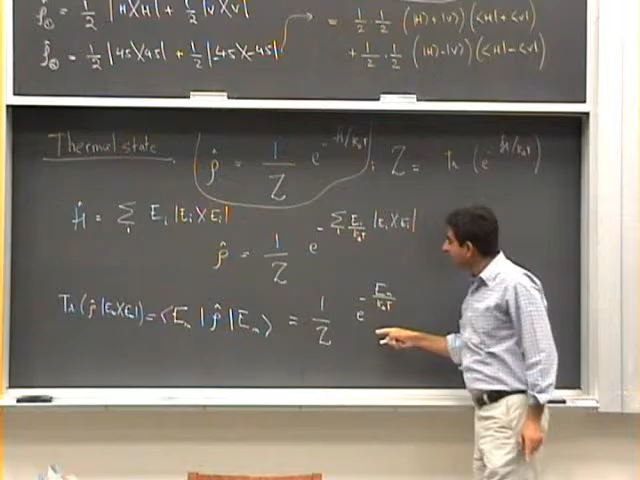 ρ̂① = 1/2 |H⟩⟨H| + 1/2 |V⟩⟨V|
ρ̂② = 1/2 |45⟩⟨45| + 1/2 |-45⟩⟨-45| → = 1/2 · 1/2 (|H⟩+|V⟩)(⟨H|+⟨V|)
+ 1/2 · 1/2 (|H⟩-|V⟩)(⟨H|-⟨V|)
Thermal state. ρ̂ = 1/Z e^{-Ĥ/k_BT} ; Z = tr (e^{-Ĥ/k_BT})
Ĥ = Σ_i E_i |E_i⟩⟨E_i|
ρ̂ = 1/Z e^{-Σ_i E_i/k_BT |E_i⟩⟨E_i|}
Tr(ρ̂ |E_n⟩⟨E_n|) = ⟨E_n| ρ̂ |E_n⟩ = 1/Z e^{-E_n/k_BT}